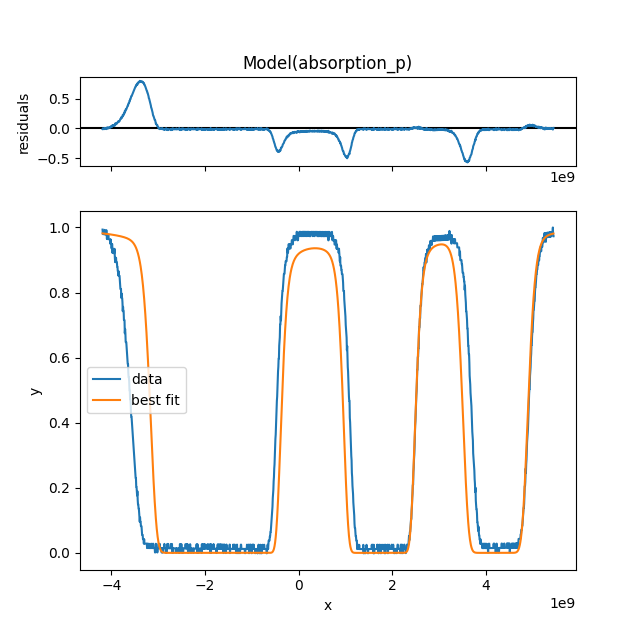 Model(absorption_p)
residuals
0.5
0.0
−0.5
1e9
y
1.0
0.8
0.6
0.4
0.2
0.0
data
best fit
−4
−2
0
2
4
x
1e9